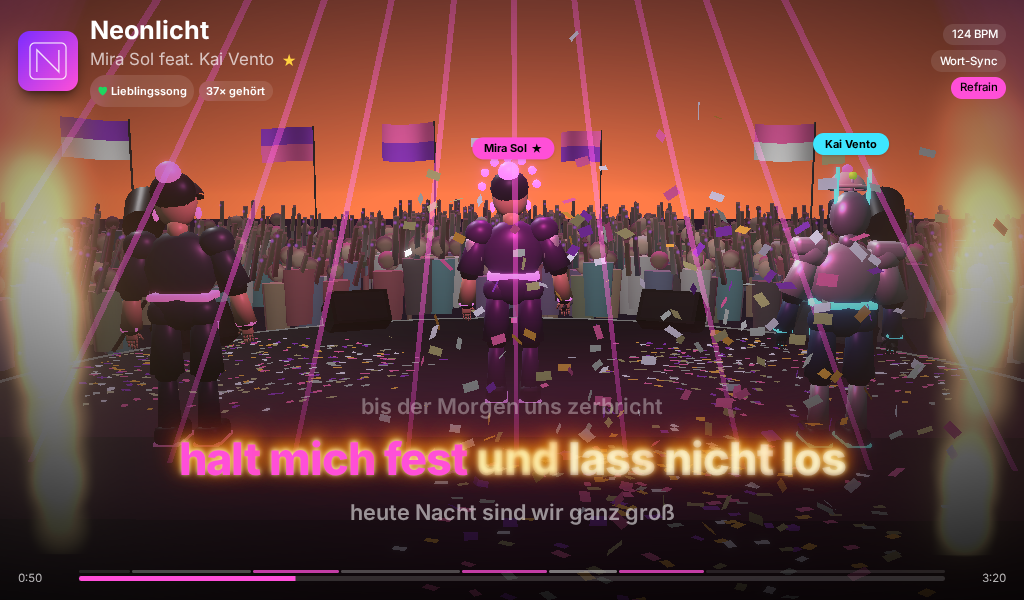 Neonlicht
Mira Sol feat. Kai Vento ★
Lieblingssong
37× gehört
124 BPM
Wort-Sync
Refrain
Mira Sol ★
Kai Vento
bis der Morgen uns zerbricht
halt mich fest und lass nicht los
heute Nacht sind wir ganz groß
0:50
3:20